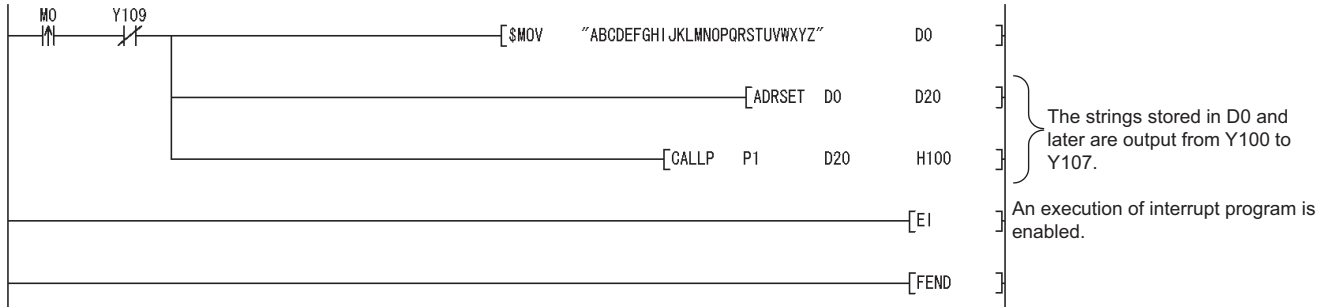 M0 Y109
[$MOV "ABCDEFGHIJKLMNOPQRSTUVWXYZ" D0 ]
[ADRSET D0 D20 ]
[CALLP P1 D20 H100 ]
The strings stored in D0 and
later are output from Y100 to
Y107.
[EI ]
An execution of interrupt program is
enabled.
[FEND ]